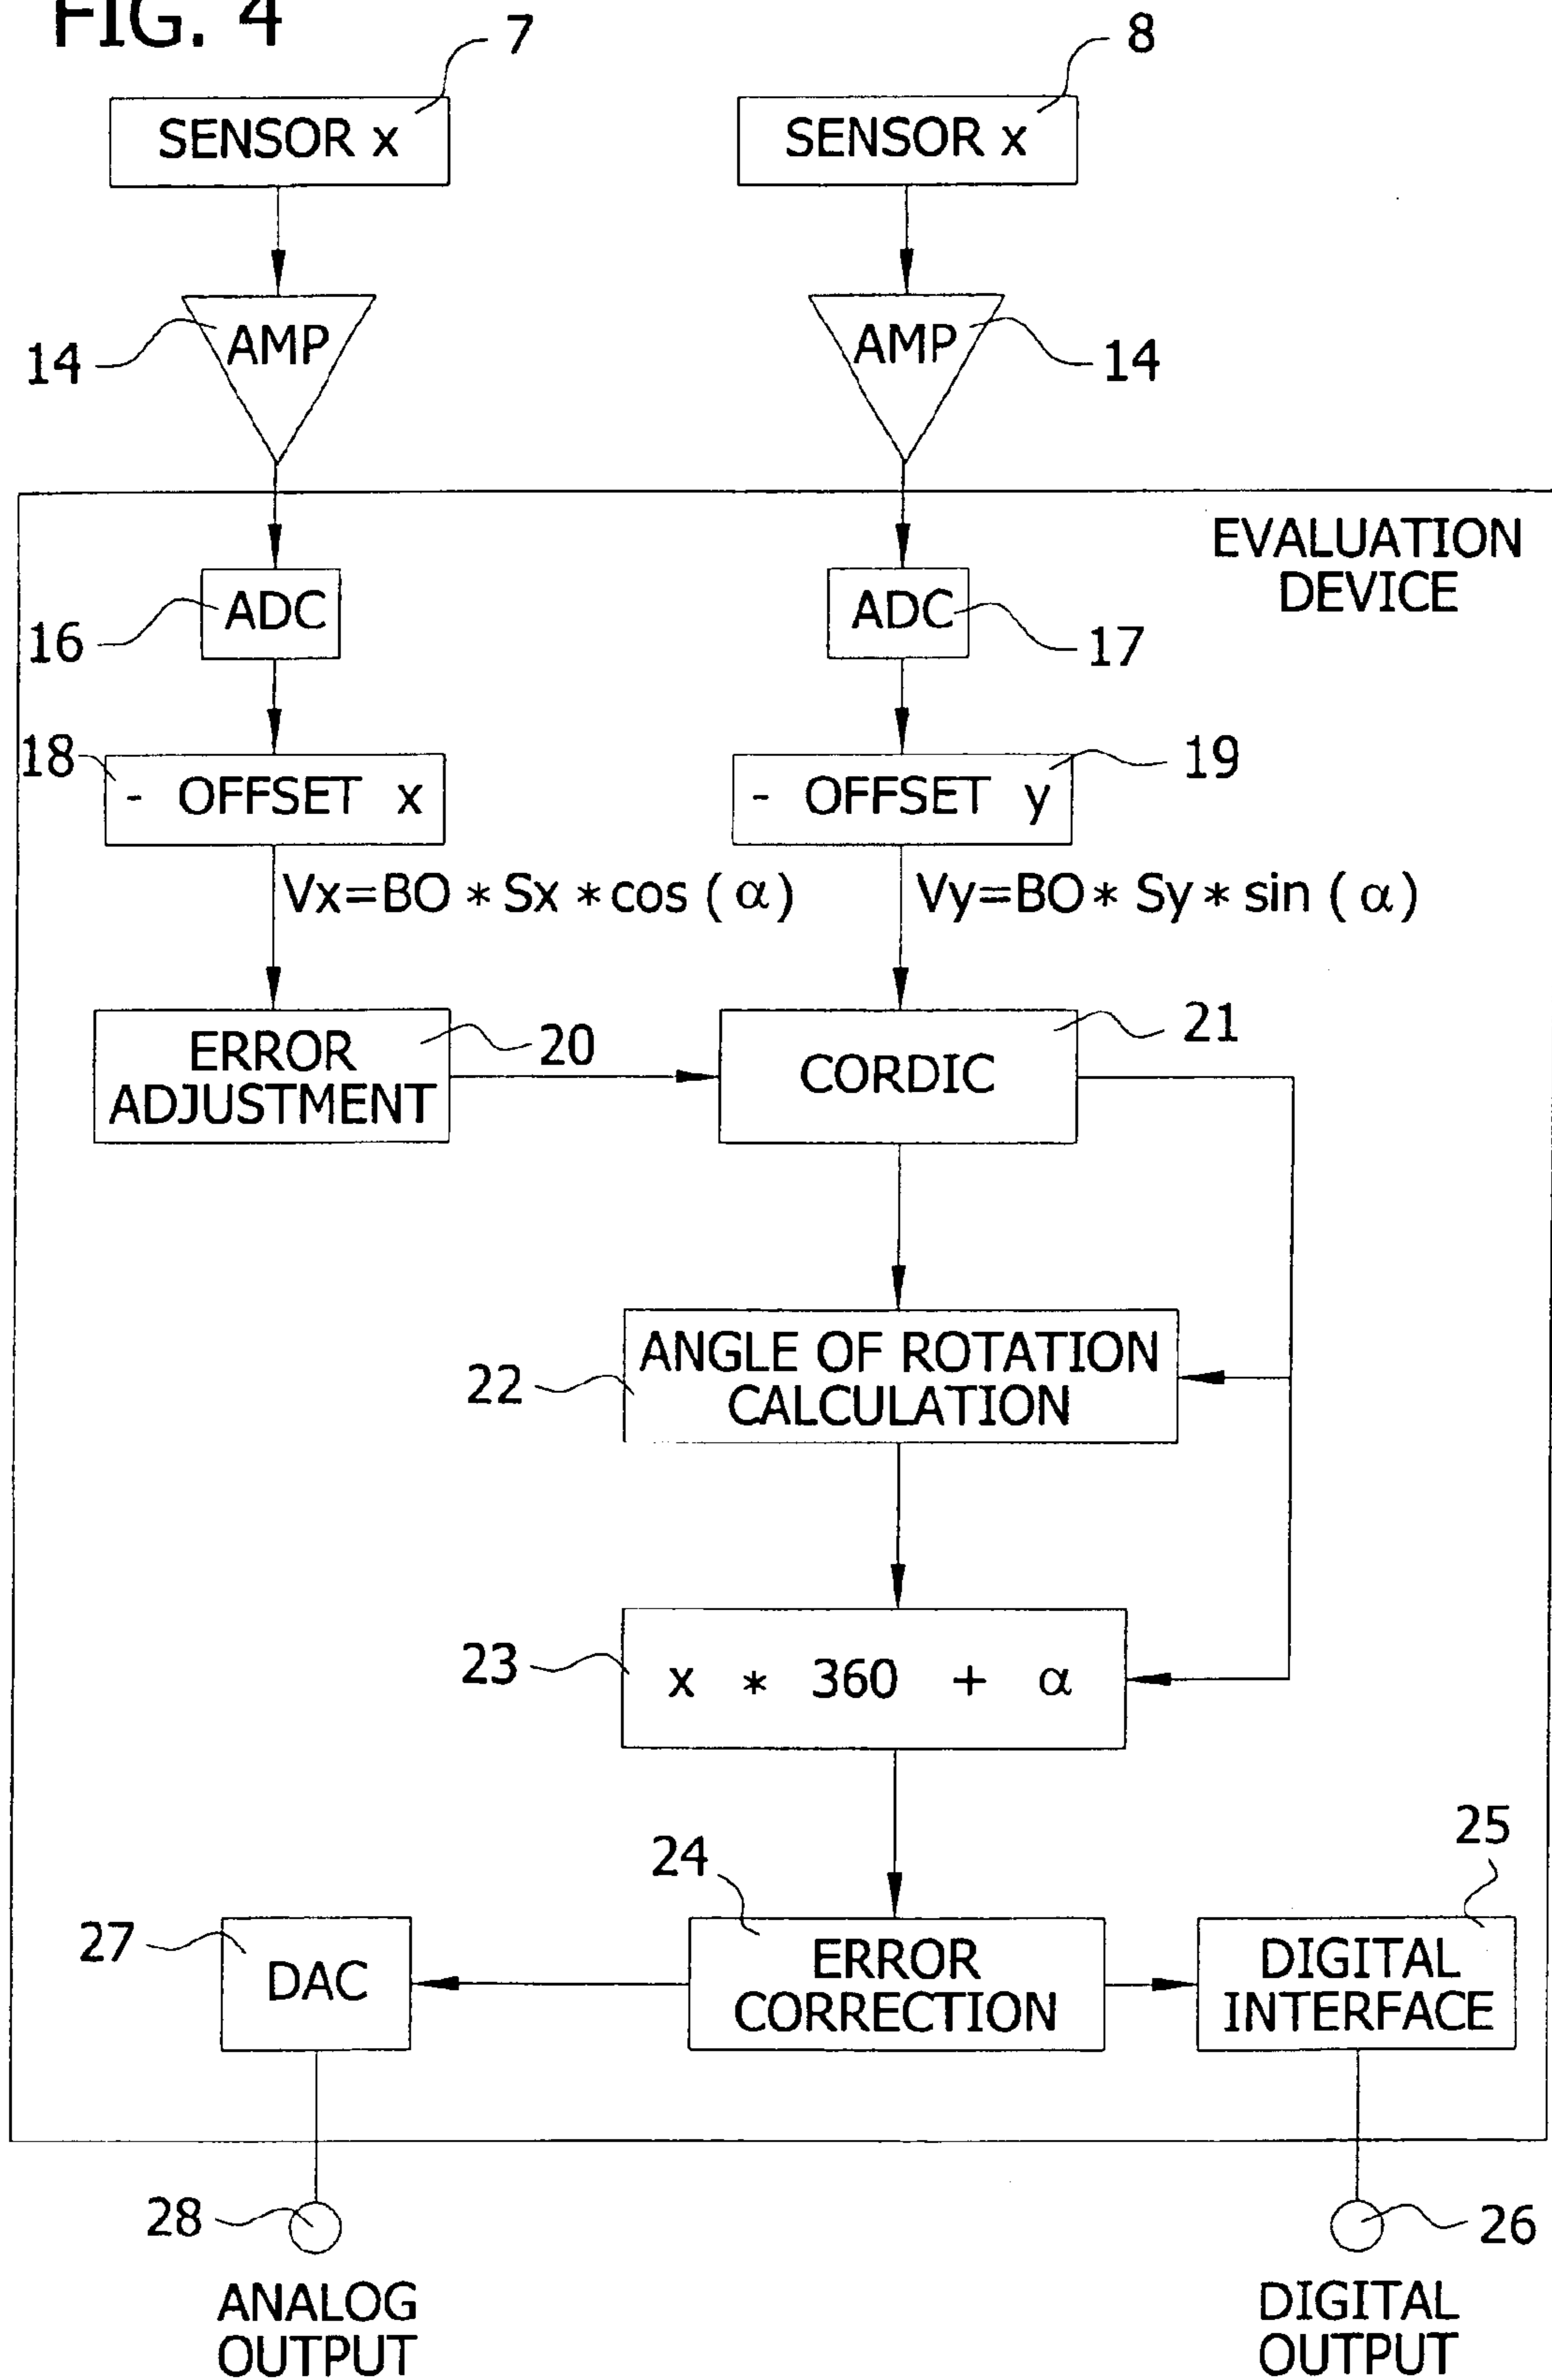 FIG. 4
7
8
SENSOR x
SENSOR x
14
AMP
AMP
14
EVALUATION
DEVICE
16
ADC
ADC
17
18
- OFFSET x
- OFFSET y
19
Vx=BO * Sx * cos (α)
Vy=BO * Sy * sin (α)
ERROR
ADJUSTMENT
20
CORDIC
21
22
ANGLE OF ROTATION
CALCULATION
23
x * 360 + α
24
25
27
DAC
ERROR
CORRECTION
DIGITAL
INTERFACE
28
26
ANALOG
OUTPUT
DIGITAL
OUTPUT